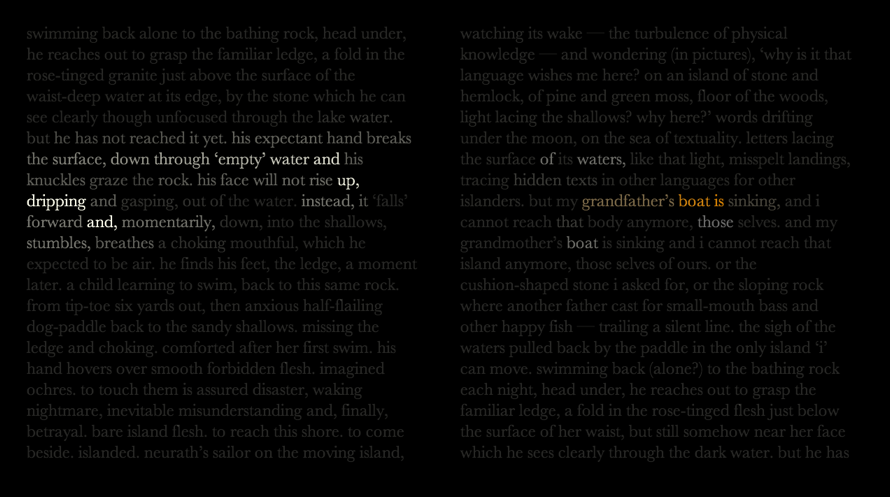 swimming back alone to the bathing rock, head under,
he reaches out to grasp the familiar ledge, a fold in the
rose-tinged granite just above the surface of the
waist-deep water at its edge, by the stone which he can
see clearly though unfocused through the lake water.
but he has not reached it yet. his expectant hand breaks
the surface, down through ‘empty’ water and his
knuckles graze the rock. his face will not rise up,
dripping and gasping, out of the water. instead, it ‘falls’
forward and, momentarily, down, into the shallows,
stumbles, breathes a choking mouthful, which he
expected to be air. he finds his feet, the ledge, a moment
later. a child learning to swim, back to this same rock.
from tip-toe six yards out, then anxious half-flailing
dog-paddle back to the sandy shallows. missing the
ledge and choking. comforted after her first swim. his
hand hovers over smooth forbidden flesh. imagined
ochres. to touch them is assured disaster, waking
nightmare, inevitable misunderstanding and, finally,
betrayal. bare island flesh. to reach this shore. to come
beside. islanded. neurath’s sailor on the moving island,
watching its wake — the turbulence of physical
knowledge — and wondering (in pictures), ‘why is it that
language wishes me here? on an island of stone and
hemlock, of pine and green moss, floor of the woods,
light lacing the shallows? why here?’ words drifting
under the moon, on the sea of textuality. letters lacing
the surface of its waters, like that light, misspelt landings,
tracing hidden texts in other languages for other
islanders. but my grandfather’s boat is sinking, and i
cannot reach that body anymore, those selves. and my
grandmother’s boat is sinking and i cannot reach that
island anymore, those selves of ours. or the
cushion-shaped stone i asked for, or the sloping rock
where another father cast for small-mouth bass and
other happy fish — trailing a silent line. the sigh of the
waters pulled back by the paddle in the only island ‘i’
can move. swimming back (alone?) to the bathing rock
each night, head under, he reaches out to grasp the
familiar ledge, a fold in the rose-tinged flesh just below
the surface of her waist, but still somehow near her face
which he sees clearly through the dark water. but he has